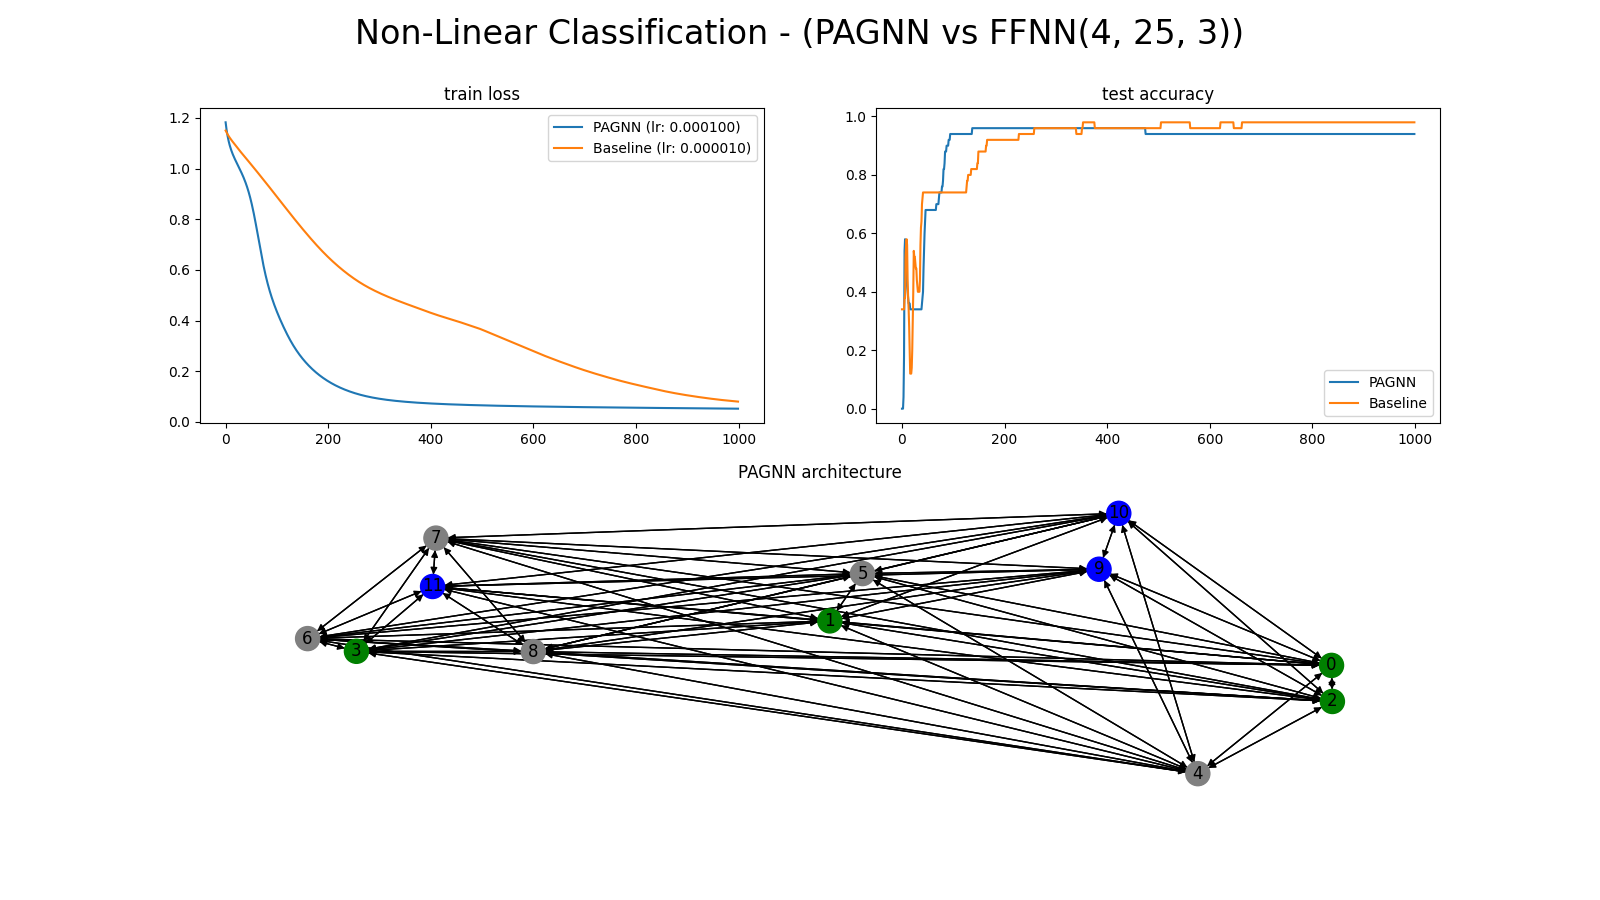 Non-Linear Classification - (PAGNN vs FFNN(4, 25, 3))
train loss
1.2
1.0
0.8
0.6
0.4
0.2
0.0
0 200 400 600 800 1000
PAGNN (lr: 0.000100)
Baseline (lr: 0.000010)
test accuracy
1.0
0.8
0.6
0.4
0.2
0.0
0 200 400 600 800 1000
PAGNN
Baseline
PAGNN architecture
10
7
9
5
11
1
6
3
8
0
2
4